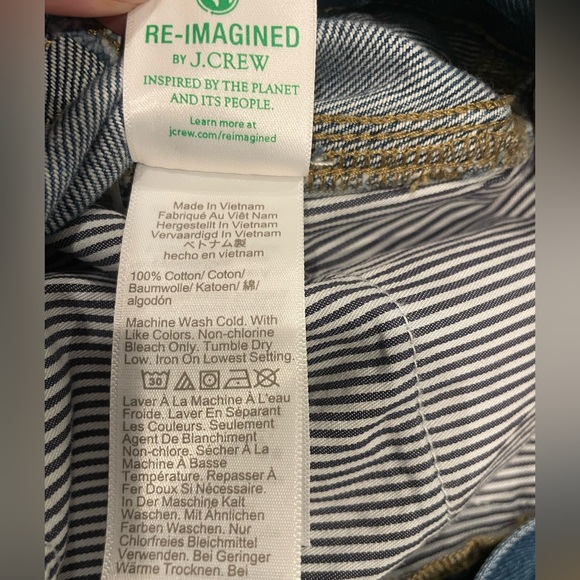 RE-IMAGINED
BY J.CREW
INSPIRED BY THE PLANET
AND ITS PEOPLE.
Learn more at
jcrew.com/reimagined
Made In Vietnam
Fabriqué Au Viêt Nam
Hergestellt In Vietnam
Vervaardigd In Vietnam
ベトナム製
hecho en vietnam
100% Cotton/ Coton/
Baumwolle/ Katoen/ 綿/
algodón
Machine Wash Cold. With
Like Colors. Non-chlorine
Bleach Only. Tumble Dry
Low. Iron On Lowest Setting.
30
Laver À La Machine À L'eau
Froide. Laver En Séparant
Les Couleurs. Seulement
Agent De Blanchiment
Non-chlore. Sécher À La
Machine À Basse
Température. Repasser À
Fer Doux Si Nécessaire.
In Der Maschine Kalt
Waschen. Mit Ähnlichen
Farben Waschen. Nur
Chlorfreies Bleichmittel
Verwenden. Bei Geringer
Wärme Trocknen. Bei